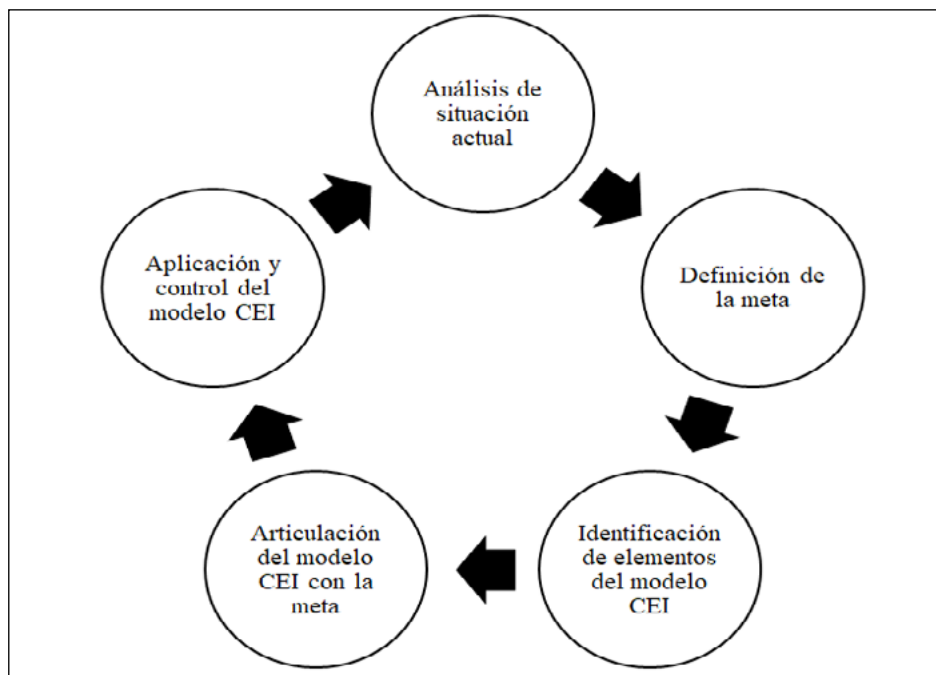 Análisis de
situación
actual
Definición de
la meta
Identificación
de elementos
del modelo
CEI
Articulación
del modelo
CEI con la
meta
Aplicación y
control del
modelo CEI